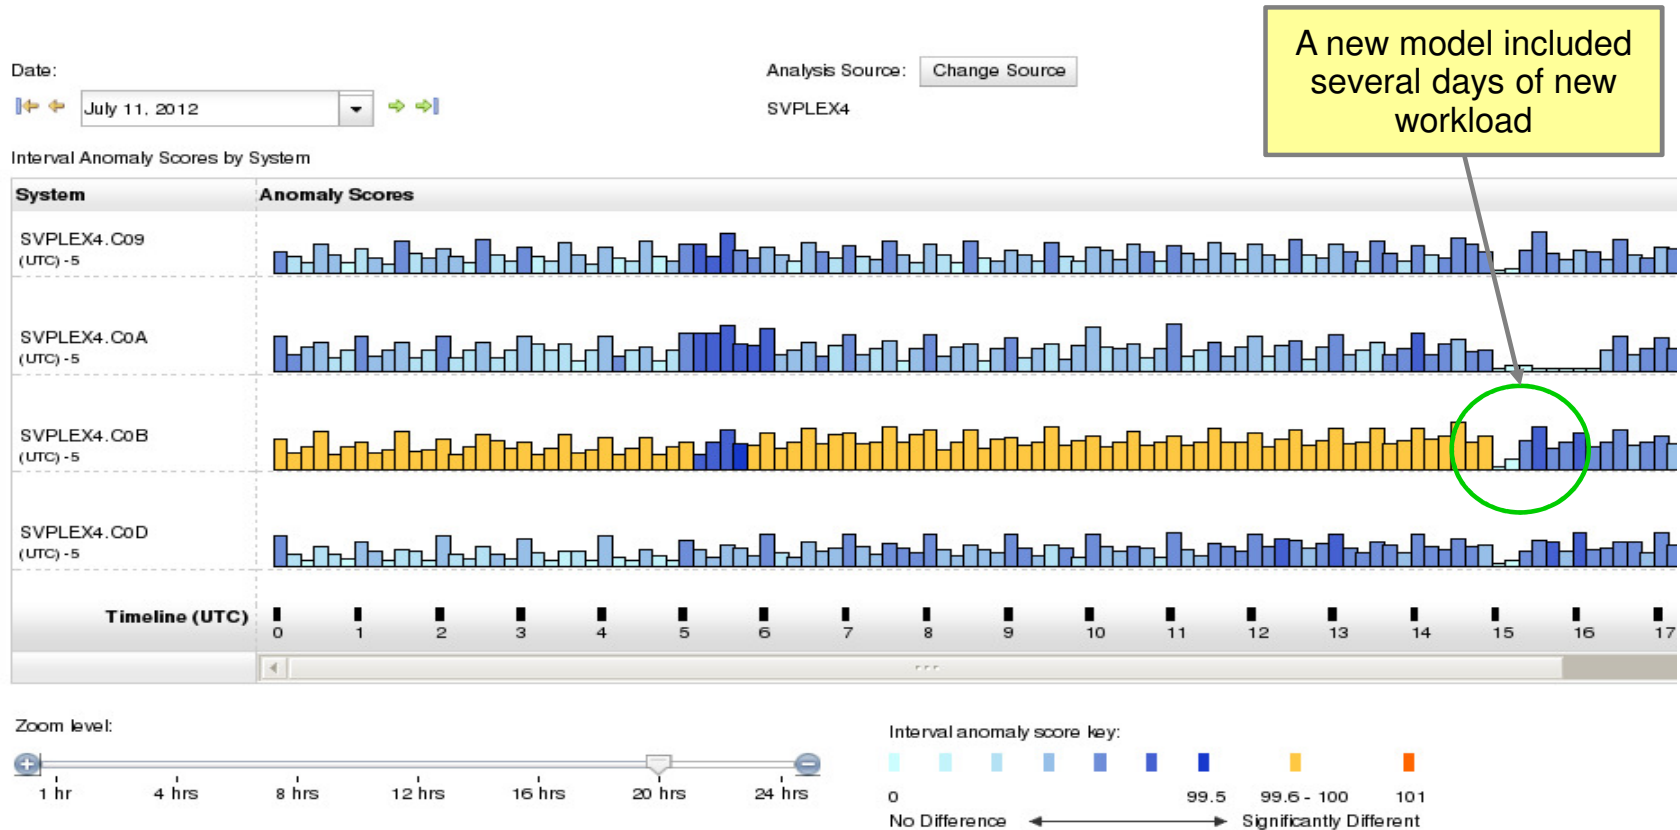 A new model included
several days of new
workload
Date:
July 11, 2012
Analysis Source:
Change Source
SVPLEX4
Interval Anomaly Scores by System
System
Anomaly Scores
SVPLEX4.C09
(UTC) -5
SVPLEX4.C0A
(UTC) -5
SVPLEX4.C0B
(UTC) -5
SVPLEX4.C0D
(UTC) -5
Timeline (UTC)
0 1 2 3 4 5 6 7 8 9 10 11 12 13 14 15 16 17
Zoom level:
1 hr 4 hrs 8 hrs 12 hrs 16 hrs 20 hrs 24 hrs
Interval anomaly score key:
0 99.5 99.6 - 100 101
No Difference Significantly Different